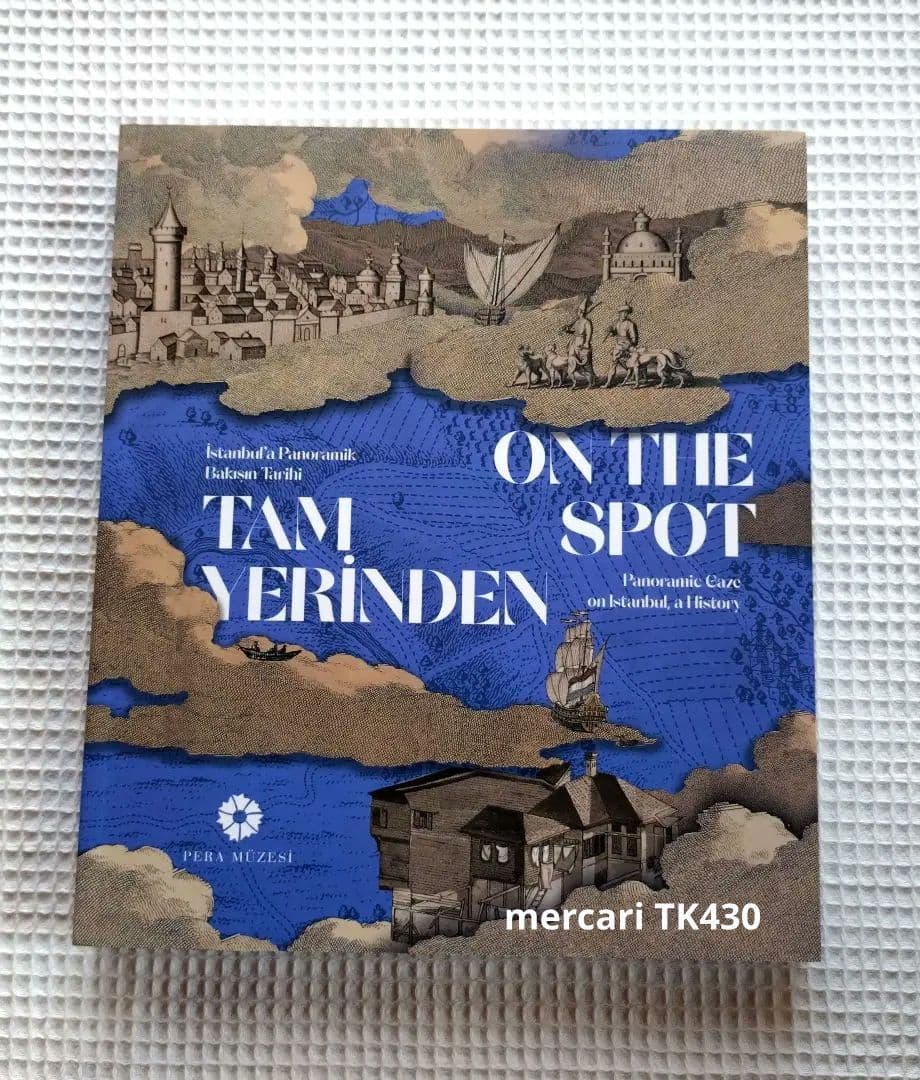 İstanbul'a Panoramik
Bakışın Tarihi
TAM
YERİNDEN
ON THE
SPOT
Panoramic Gaze
on Istanbul, a History
PERA MÜZESİ
mercari TK430